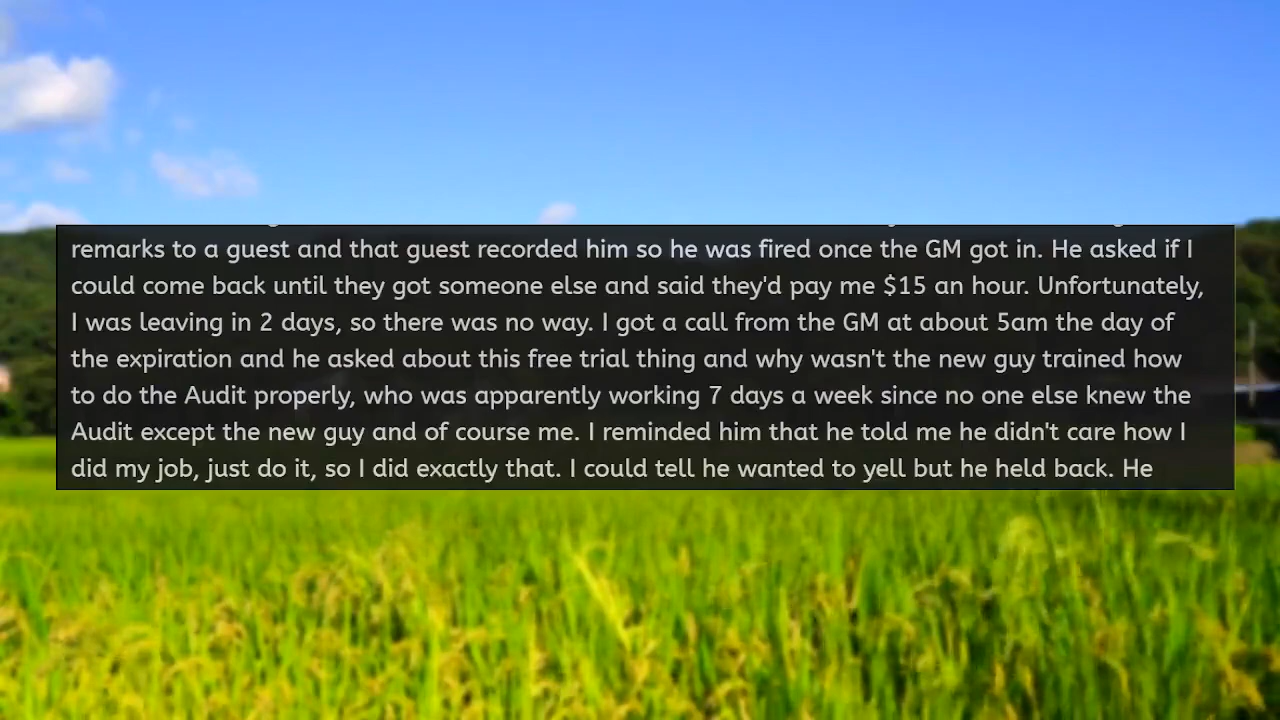 remarks to a guest and that guest recorded him so he was fired once the GM got in. He asked if I
could come back until they got someone else and said they'd pay me $15 an hour. Unfortunately,
I was leaving in 2 days, so there was no way. I got a call from the GM at about 5am the day of
the expiration and he asked about this free trial thing and why wasn't the new guy trained how
to do the Audit properly, who was apparently working 7 days a week since no one else knew the
Audit except the new guy and of course me. I reminded him that he told me he didn't care how I
did my job, just do it, so I did exactly that. I could tell he wanted to yell but he held back. He